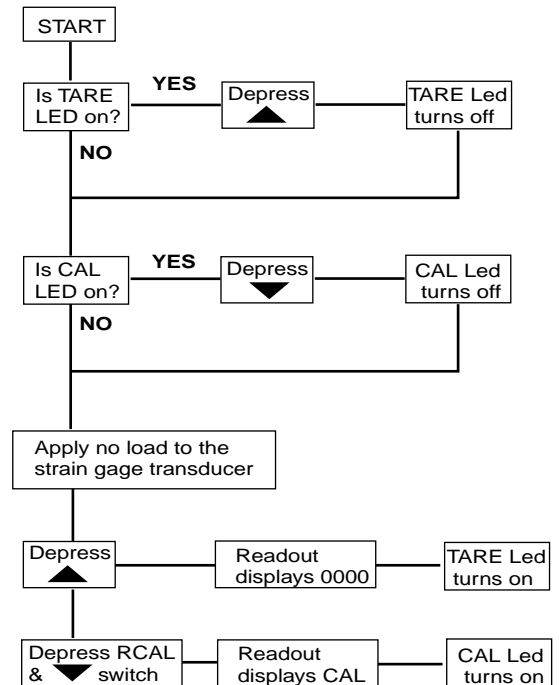 START
Is TARE
LED on?
YES
Depress
▲
TARE Led
turns off
NO
Is CAL
LED on?
YES
Depress
▼
CAL Led
turns off
NO
Apply no load to the
strain gage transducer
Depress
▲
Readout
displays 0000
TARE Led
turns on
Depress RCAL
& ▼ switch
Readout
displays CAL
CAL Led
turns on